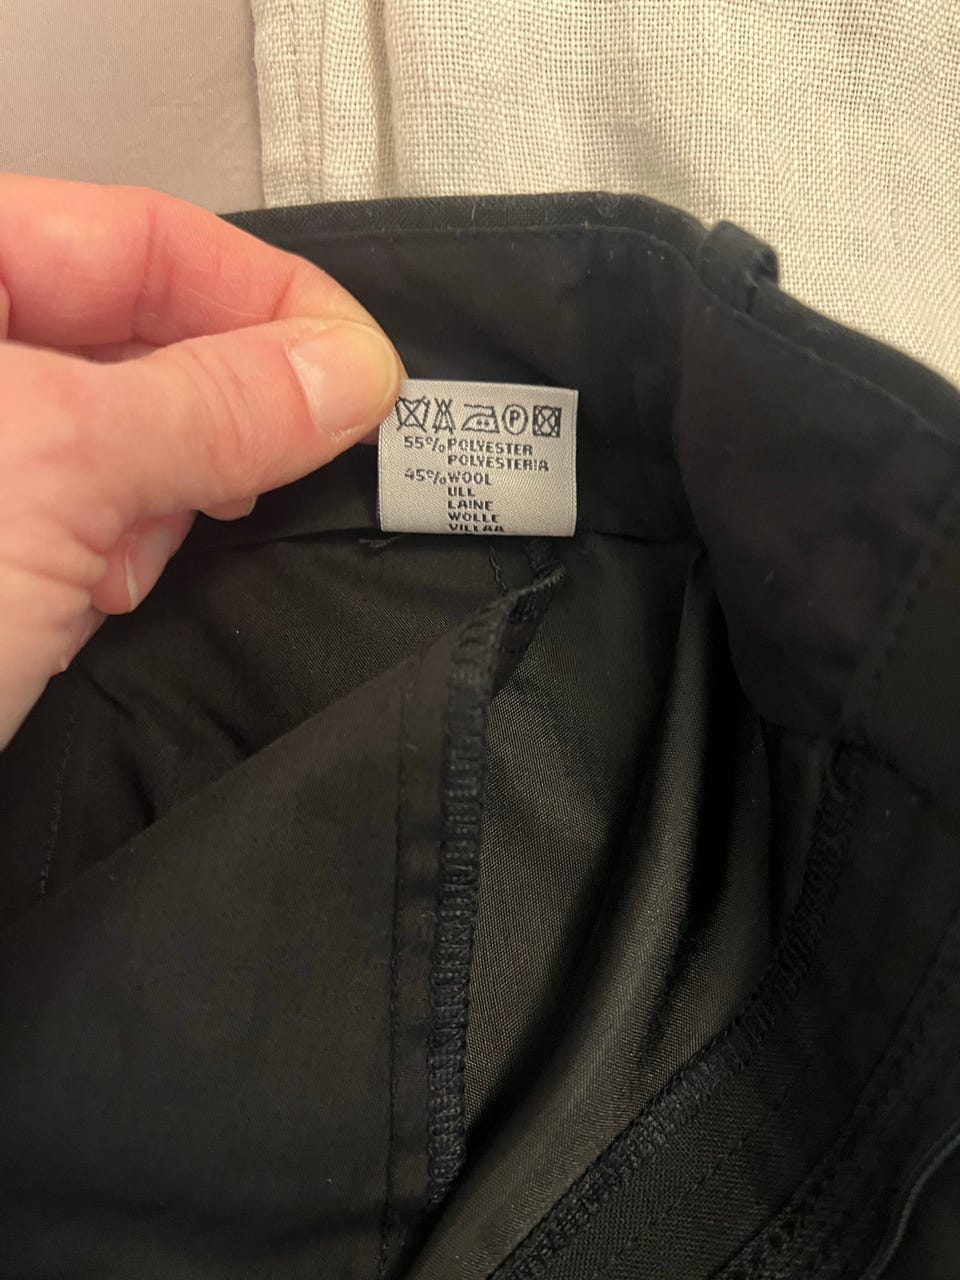 P
55% POLYESTER
POLYESTERIA
45% WOOL
ULL
LAINE
WOLLE
VILLAA